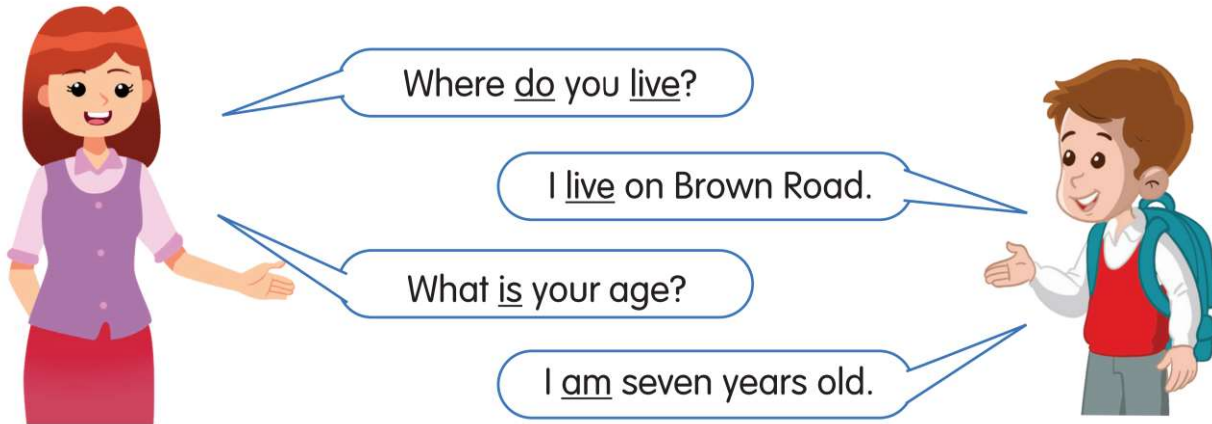 Where do you live?
I live on Brown Road.
What is your age?
I am seven years old.